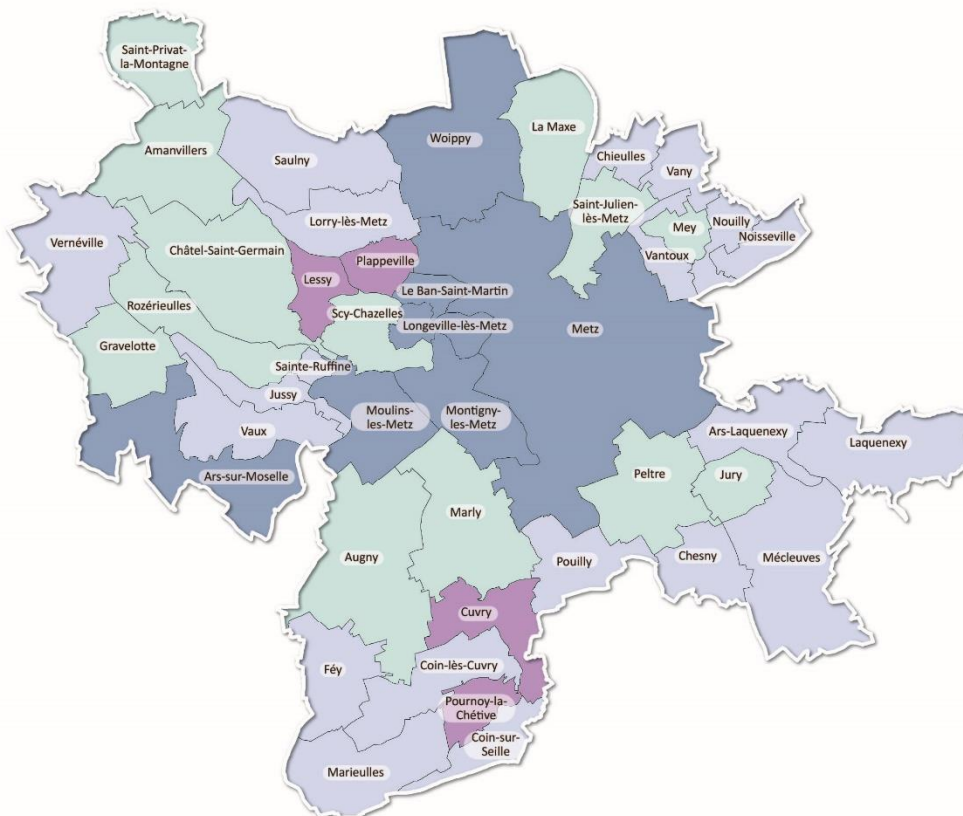 Saint-Privat-
la-Montagne
Amanvillers
Saulny
Woippy
La Maxe
Chieulles
Vany
Saint-Julien-
lès-Metz
Mey
Nouilly
Noisseville
Vantoux
Vernéville
Lorry-lès-Metz
Châtel-Saint-Germain
Plappeville
Lessy
Le Ban-Saint-Martin
Rozérieulles
Scy-Chazelles
Longeville-lès-Metz
Metz
Gravelotte
Sainte-Ruffine
Jussy
Moulins-
les-Metz
Montigny-
les-Metz
Vaux
Ars-Laquenexy
Laquenexy
Ars-sur-Moselle
Peltre
Jury
Marly
Augny
Pouilly
Chesny
Mécleuves
Cuvry
Féy
Coin-lès-Cuvry
Pournoy-la-
Chétive
Coin-sur-
Seille
Marieulles